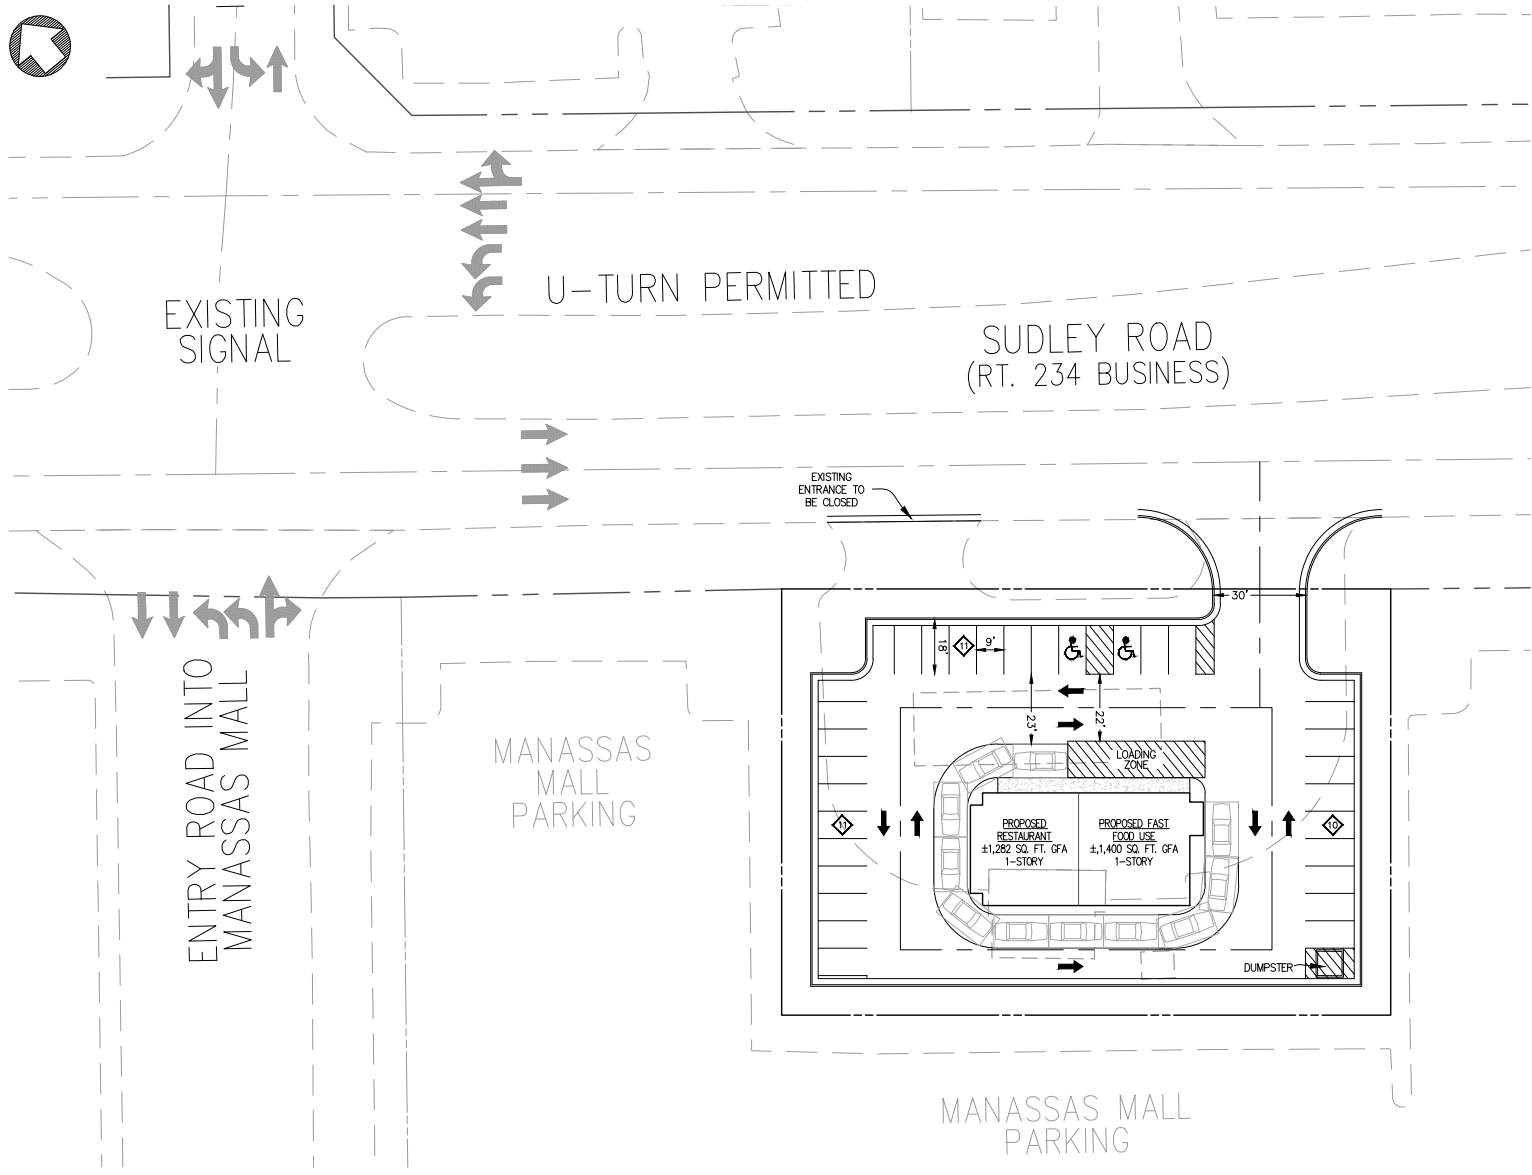 U-TURN PERMITTED
EXISTING
SIGNAL
SUDLEY ROAD
(RT. 234 BUSINESS)
EXISTING
ENTRANCE TO
BE CLOSED
30'
18'
11
9'
23'
22'
LOADING
ZONE
ENTRY ROAD INTO
MANASSAS MALL
MANASSAS
MALL
PARKING
11
PROPOSED
RESTAURANT
±1,282 SQ. FT. GFA
1-STORY
PROPOSED FAST
FOOD USE
±,1,400 SQ. FT. GFA
1-STORY
10
DUMPSTER
MANASSAS MALL
PARKING